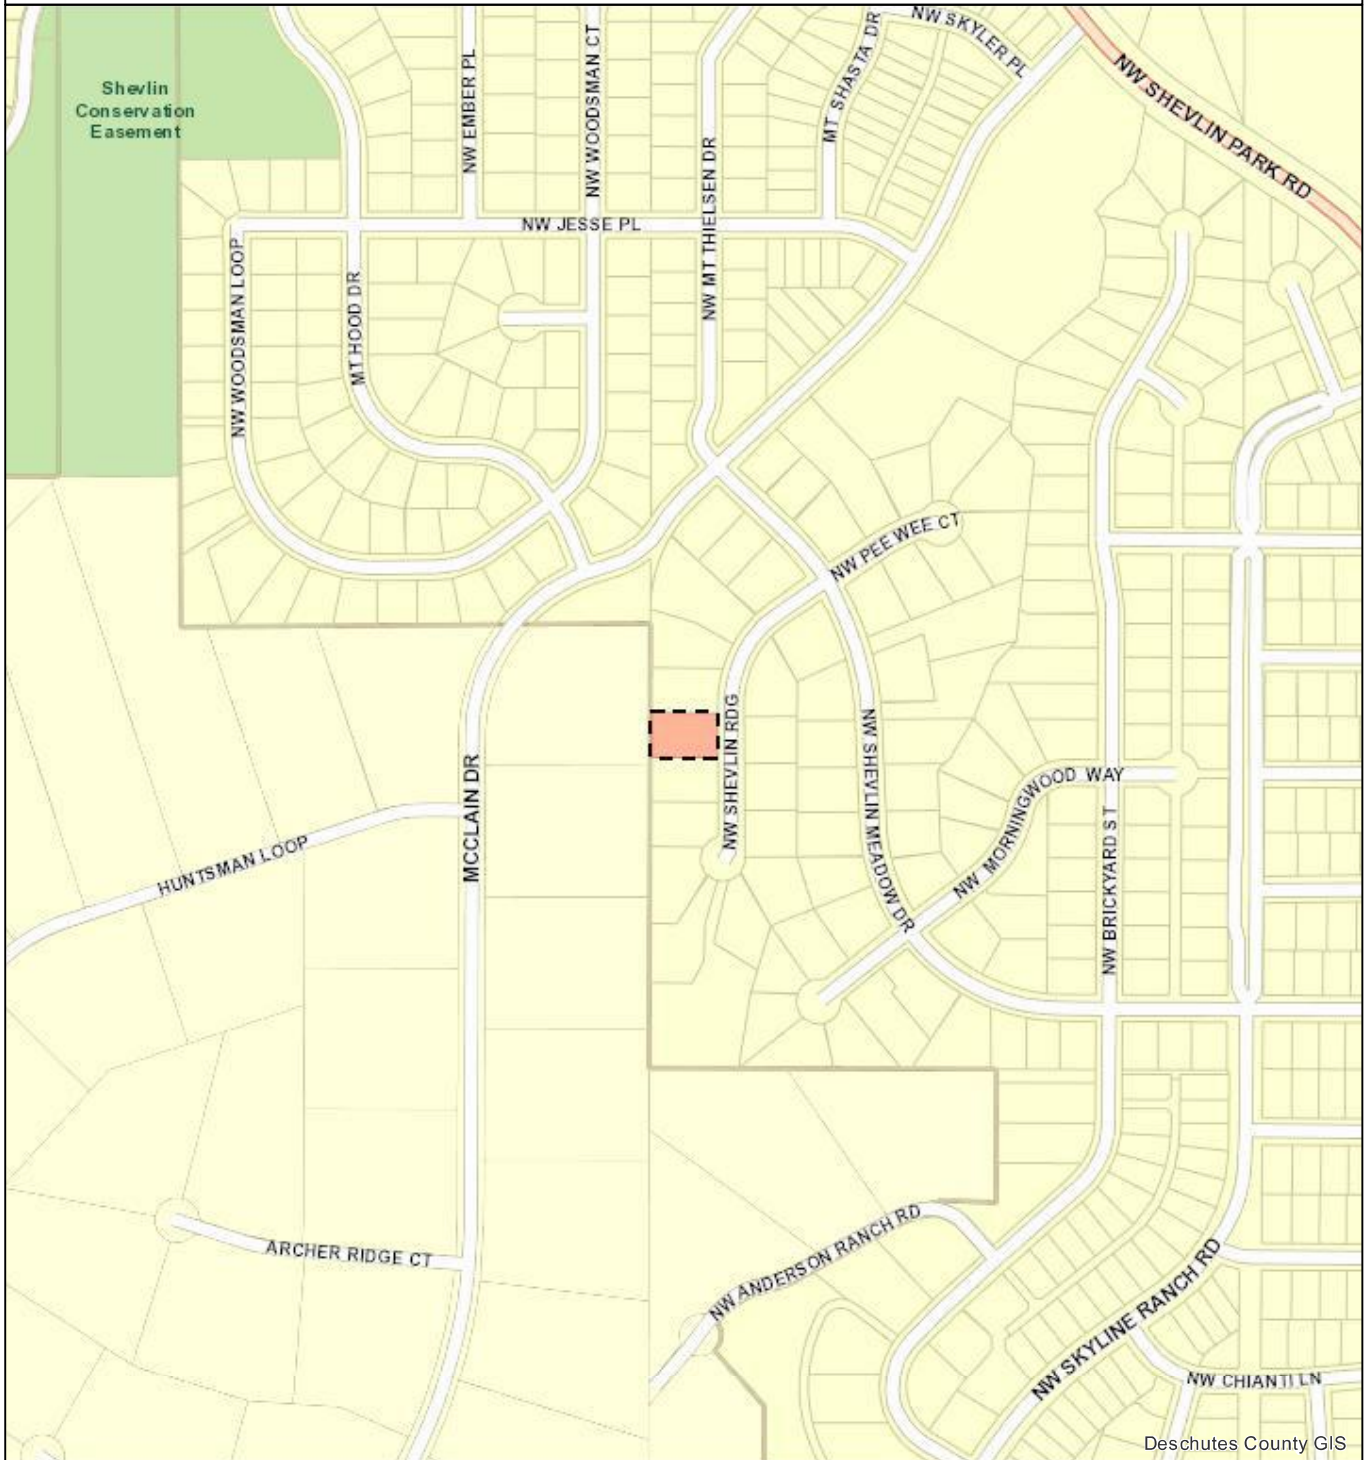 NW SKYLER PL
NW SHEVLIN PARK RD
MT SHASTA DR
NW WOODSMAN CT
NW EMBER PL
Shevlin
Conservation
Easement
NW MT THIELSEN DR
NW JESSE PL
NW WOODSMAN LOOP
MT HOOD DR
NW PEE WEE CT
NW SHEVLIN RDG
NW SHEVLIN MEADOW DR
NW MORNINGWOOD WAY
MCCLAIN DR
NW BRICKYARD ST
HUNTSMAN LOOP
ARCHER RIDGE CT
NW ANDERSON RANCH RD
NW SKYLINE RANCH RD
NW CHIANTI LN
Deschutes County GIS